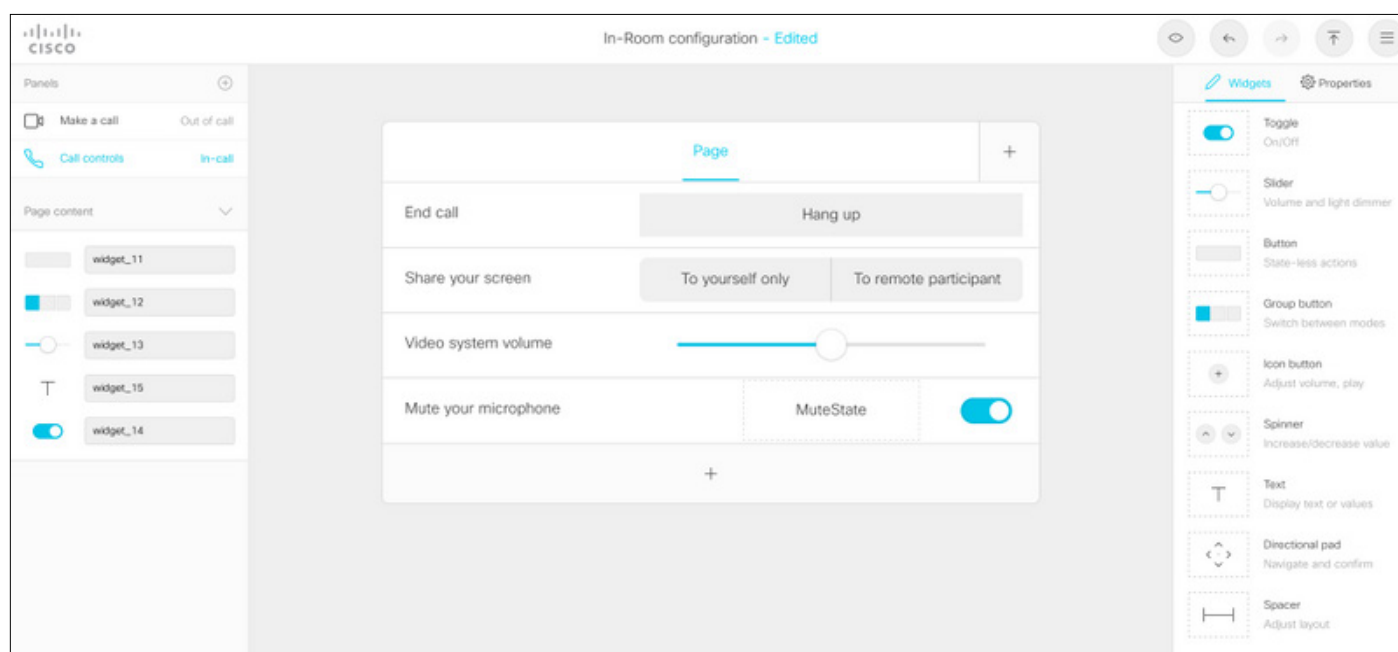 CISCO
In-Room configuration - Edited
Panels
Make a call Out of call
Call controls In-call
Page content
widget_11
widget_12
widget_13
T widget_15
widget_14
Page +
End call Hang up
Share your screen To yourself only To remote participant
Video system volume
Mute your microphone MuteState
+
Widgets Properties
Toggle
On/Off
Slider
Volume and light dimmer
Button
State-less actions
Group button
Switch between modes
Icon button
Adjust volume, play
Spinner
Increase/decrease value
T Text
Display text or values
Directional pad
Navigate and confirm
Spacer
Adjust layout